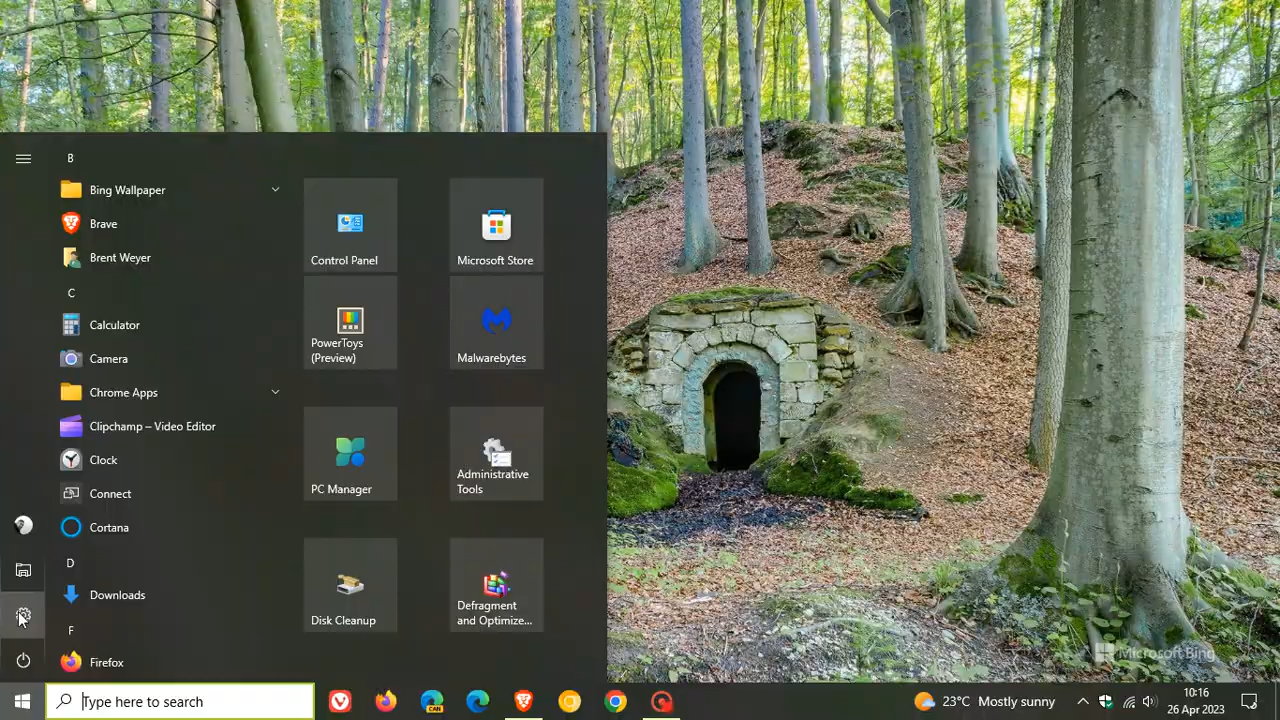 B
Bing Wallpaper
Brave
Brent Weyer
C
Calculator
Camera
Chrome Apps
Clipchamp – Video Editor
Clock
Connect
Cortana
D
Downloads
F
Firefox
Control Panel
Microsoft Store
PowerToys
(Preview)
Malwarebytes
PC Manager
Administrative
Tools
Disk Cleanup
Defragment
and Optimize...
Microsoft Bing
Type here to search
CAN
23°C Mostly sunny
10:16
26 Apr 2023